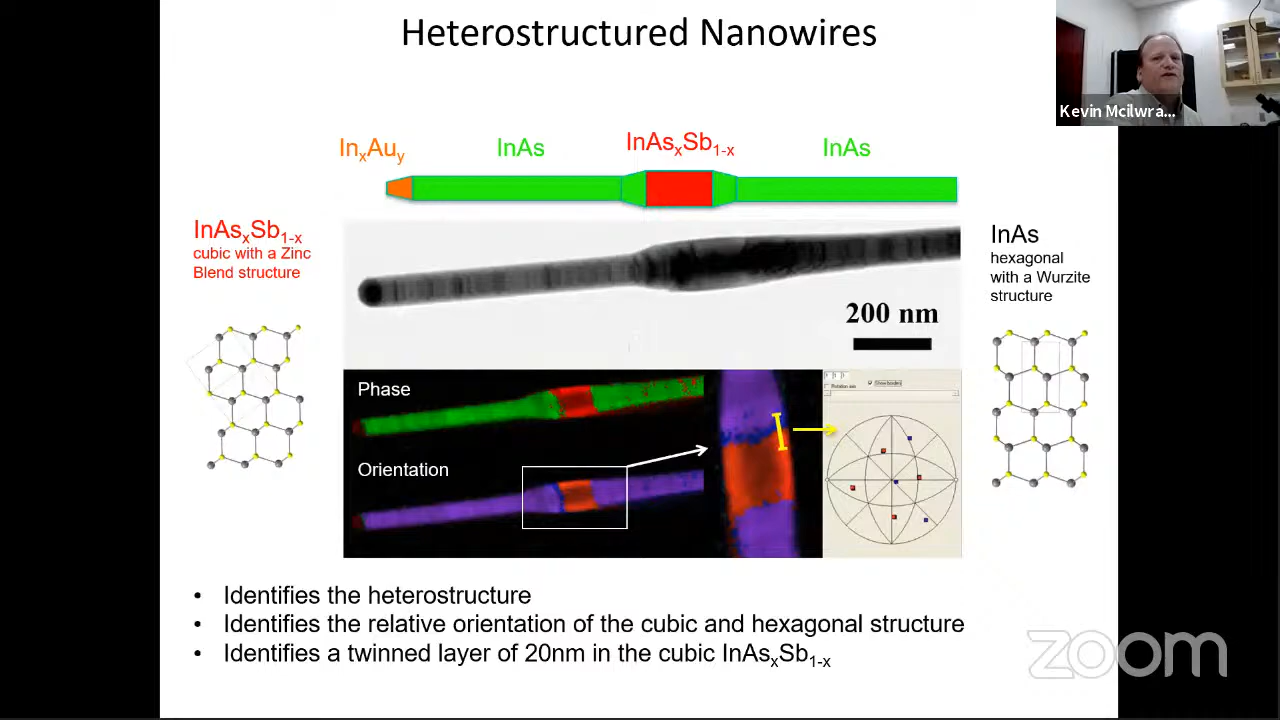 Heterostructured Nanowires
Kevin Mcilwra...
InxAuy
InAs
InAsxSb1-x
InAs
InAsxSb1-x
cubic with a Zinc
Blend structure
InAs
hexagonal
with a Wurzite
structure
200 nm
Phase
Orientation
• Identifies the heterostructure
• Identifies the relative orientation of the cubic and hexagonal structure
• Identifies a twinned layer of 20nm in the cubic InAsxSb1-x
zoom